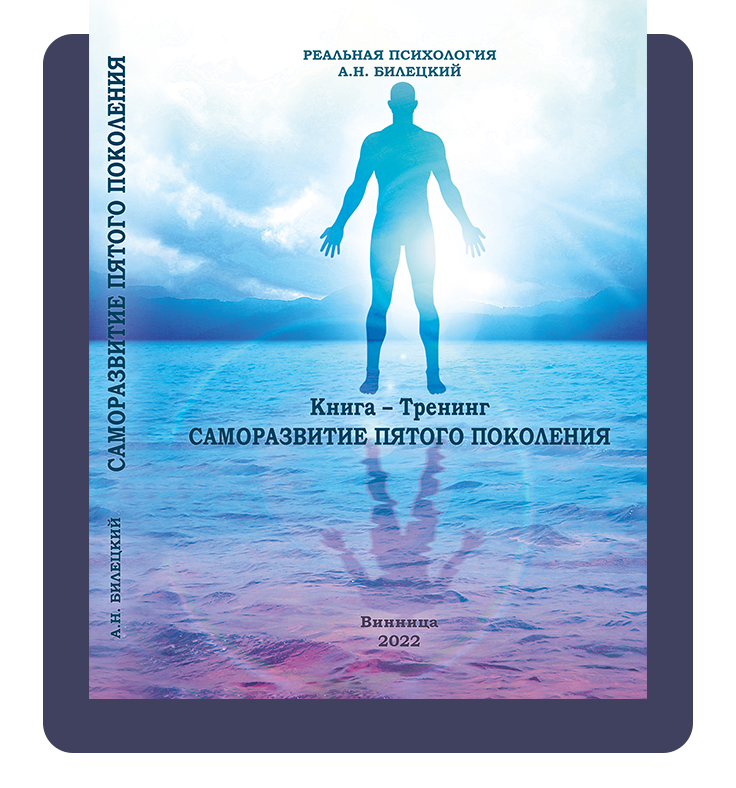 РЕАЛЬНАЯ ПСИХОЛОГИЯ
А.Н. БИЛЕЦКИЙ
Книга – Тренинг
САМОРАЗВИТИЕ ПЯТОГО ПОКОЛЕНИЯ
Винница
2022
САМОРАЗВИТИЕ ПЯТОГО ПОКОЛЕНИЯ
А.Н. БИЛЕЦКИЙ